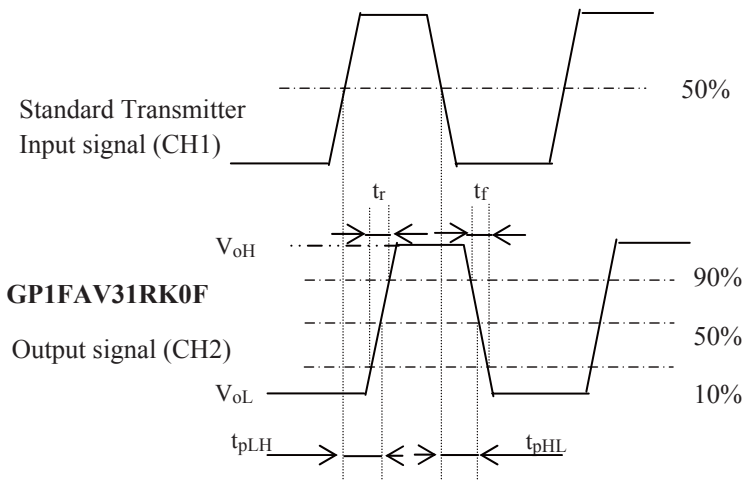 50%
Standard Transmitter
Input signal (CH1)
tr
tf
VoH
90%
GP1FAV31RK0F
50%
Output signal (CH2)
VoL
10%
tpLH
tpHL